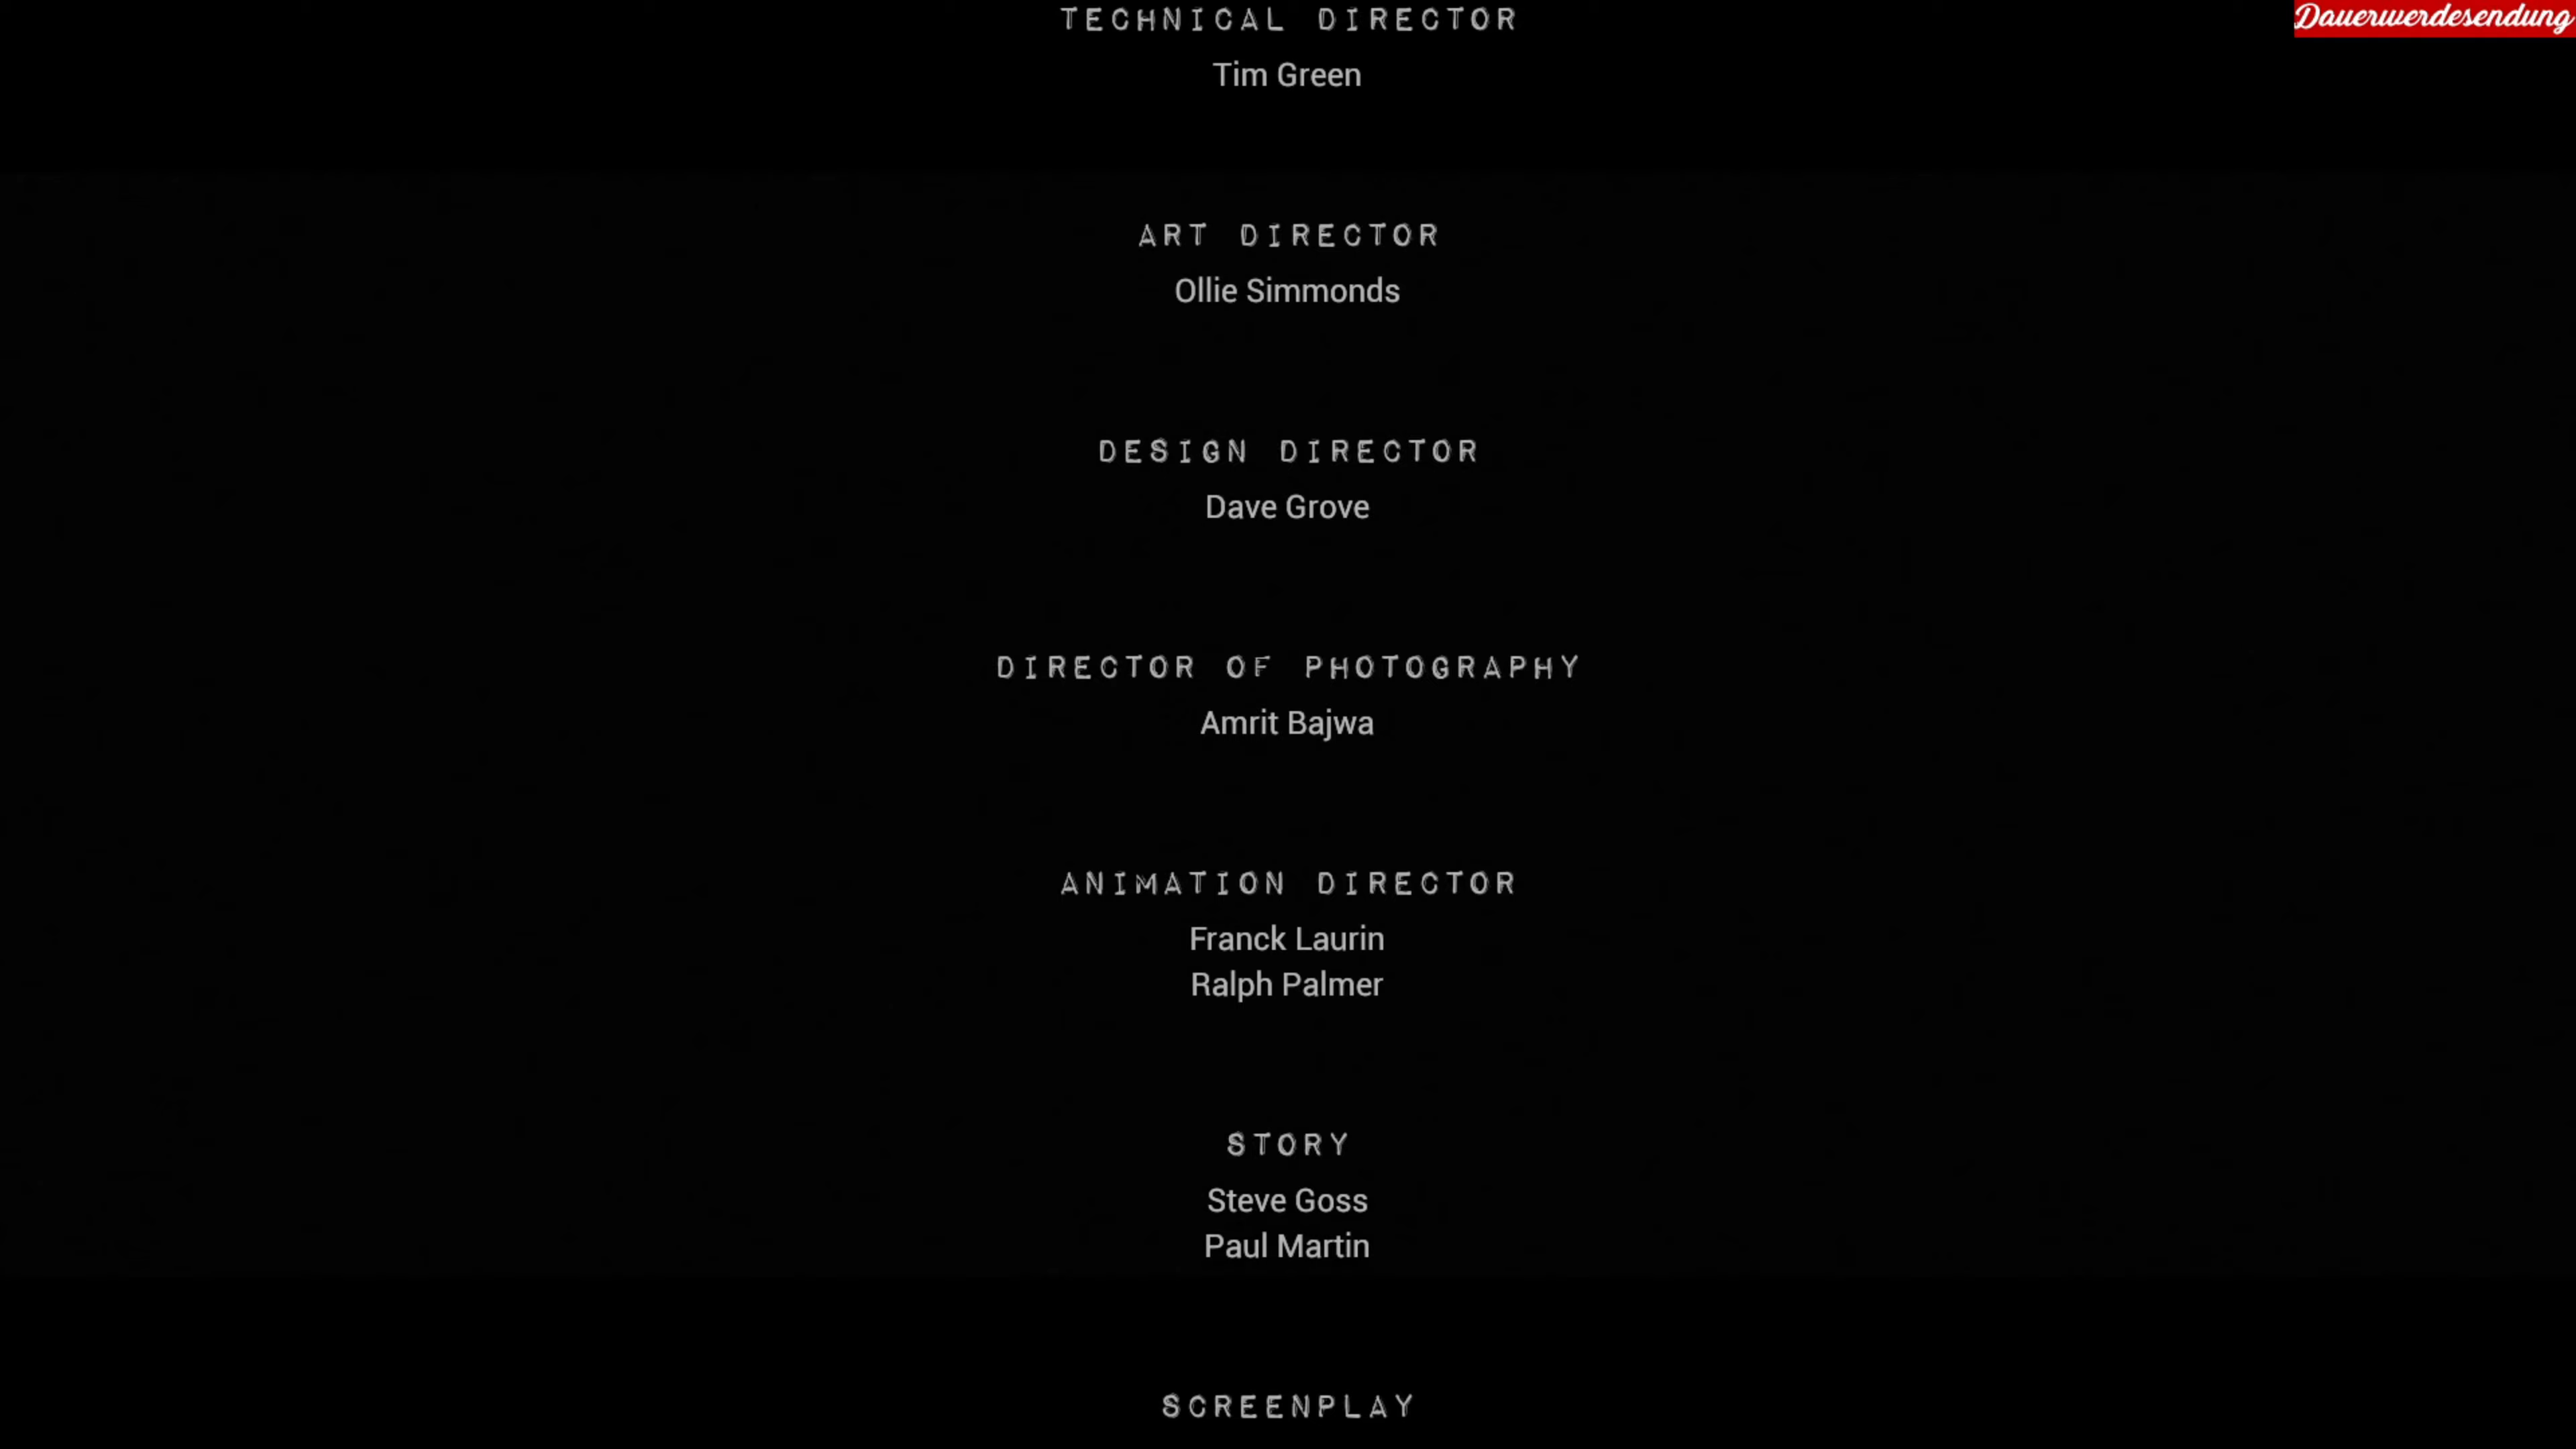 TECHNICAL DIRECTOR
Dauerwerdesendung
Tim Green
ART DIRECTOR
Ollie Simmonds
DESIGN DIRECTOR
Dave Grove
DIRECTOR OF PHOTOGRAPHY
Amrit Bajwa
ANIMATION DIRECTOR
Franck Laurin
Ralph Palmer
STORY
Steve Goss
Paul Martin
SCREENPLAY